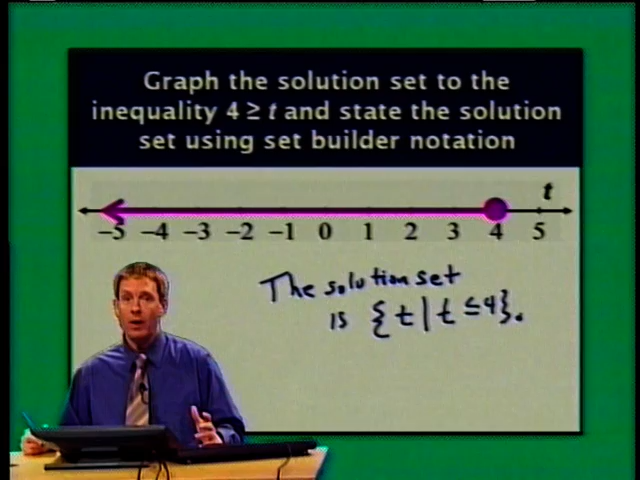 Graph the solution set to the
inequality 4 ≥ t and state the solution
set using set builder notation
t
−5 −4 −3 −2 −1 0 1 2 3 4 5
The solution set
is {t|t≤4}.